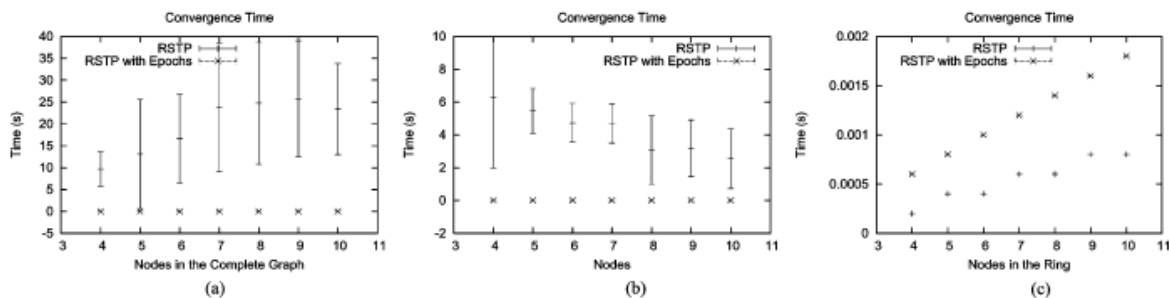 Convergence Time
RSTP
RSTP with Epochs
Time (s)
40
35
30
25
20
15
10
5
0
-5
3 4 5 6 7 8 9 10 11
Nodes in the Complete Graph
(a)
Convergence Time
RSTP
RSTP with Epochs
Time (s)
10
8
6
4
2
0
-2
3 4 5 6 7 8 9 10 11
Nodes
(b)
Convergence Time
RSTP
RSTP with Epochs
Time (s)
0.002
0.0015
0.001
0.0005
0
3 4 5 6 7 8 9 10 11
Nodes in the Ring
(c)